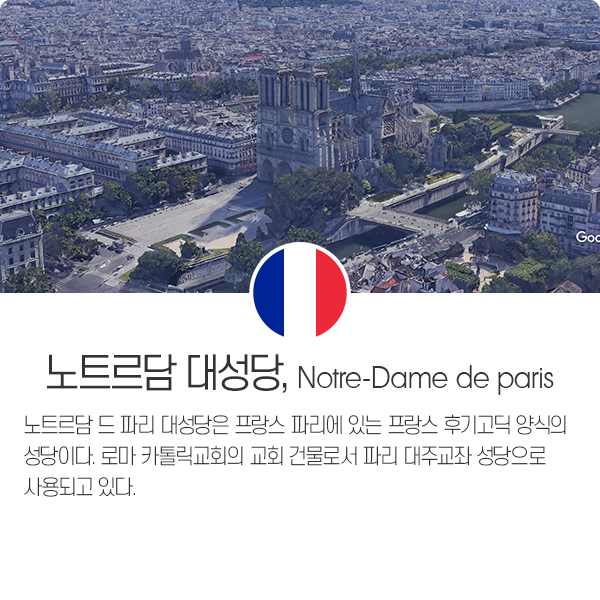 Goo
노트르담 대성당, Notre-Dame de paris
노트르담 드 파리 대성당은 프랑스 파리에 있는 프랑스 후기고딕 양식의
성당이다. 로마 카톨릭교회의 교회 건물로서 파리 대주교좌 성당으로
사용되고 있다.